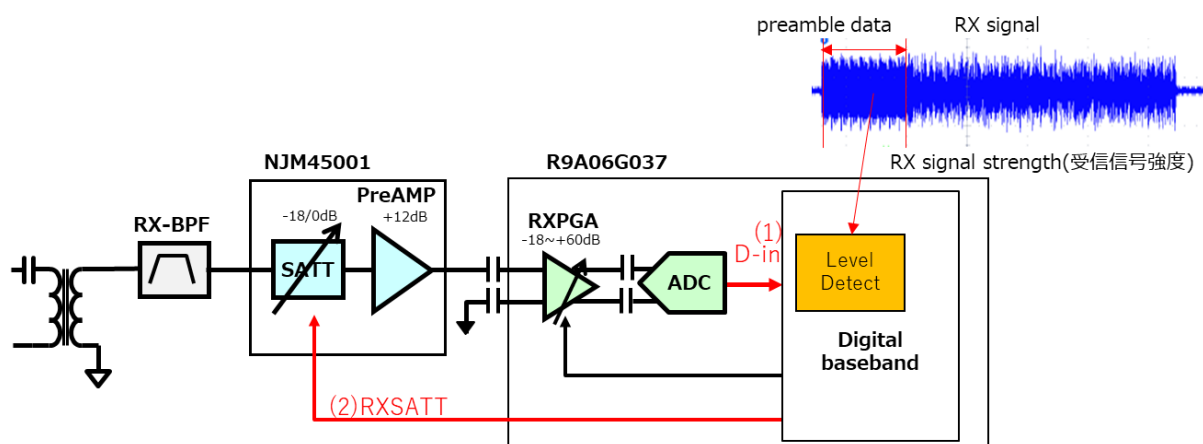 preamble data
RX signal
RX signal strength(受信信号強度)
NJM45001
R9A06G037
PreAMP
+12dB
-18/0dB
RX-BPF
SATT
RXPGA
-18~+60dB
ADC
(1)
D-in
Level
Detect
Digital
baseband
(2)RXSATT